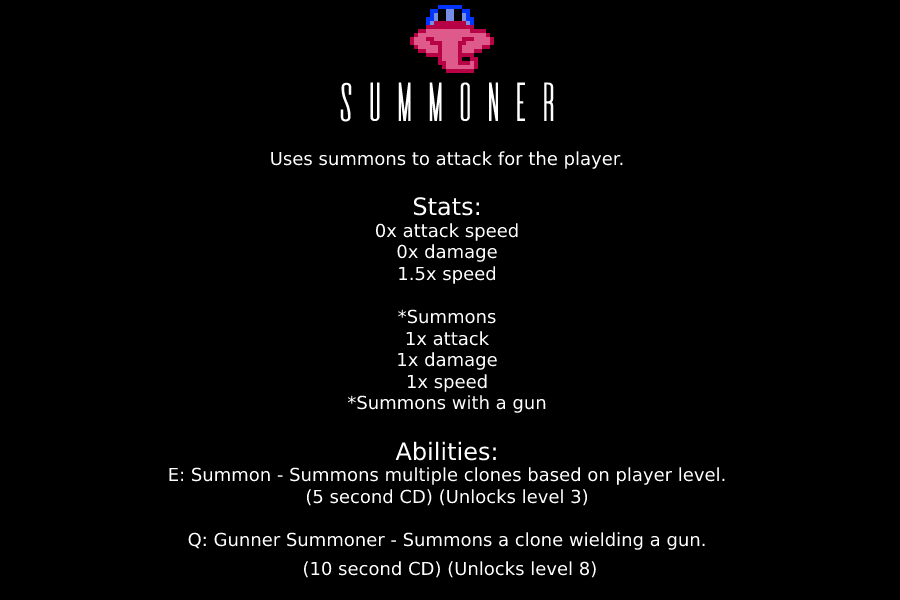 SUMMONER
Uses summons to attack for the player.
Stats:
0x attack speed
0x damage
1.5x speed
*Summons
1x attack
1x damage
1x speed
*Summons with a gun
Abilities:
E: Summon - Summons multiple clones based on player level.
(5 second CD) (Unlocks level 3)
Q: Gunner Summoner - Summons a clone wielding a gun.
(10 second CD) (Unlocks level 8)